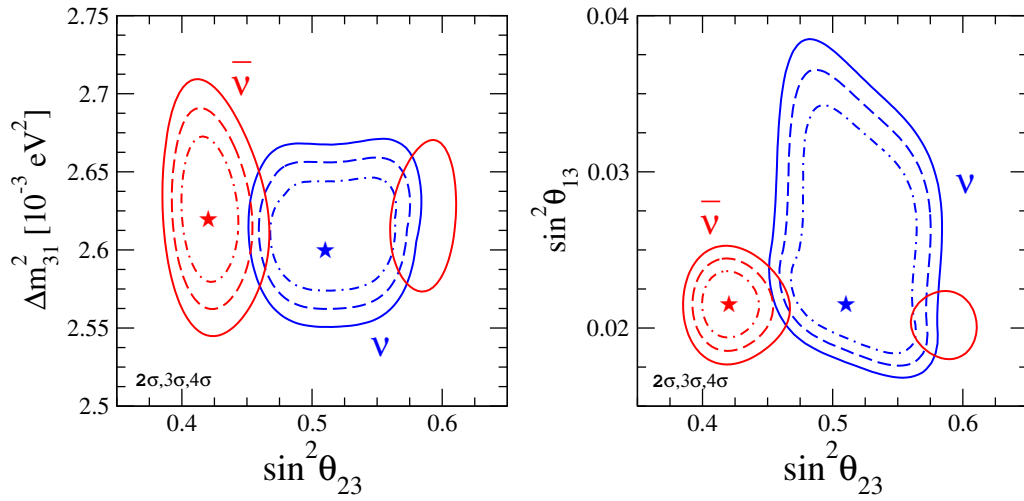 2.75
2.7
2.65
2.6
2.55
2.5
Δm²₃₁ [10⁻³ eV²]
ν̅
ν
2σ,3σ,4σ
0.4 0.5 0.6
sin²θ₂₃
0.04
0.03
0.02
sin²θ₁₃
ν
ν̅
2σ,3σ,4σ
0.4 0.5 0.6
sin²θ₂₃